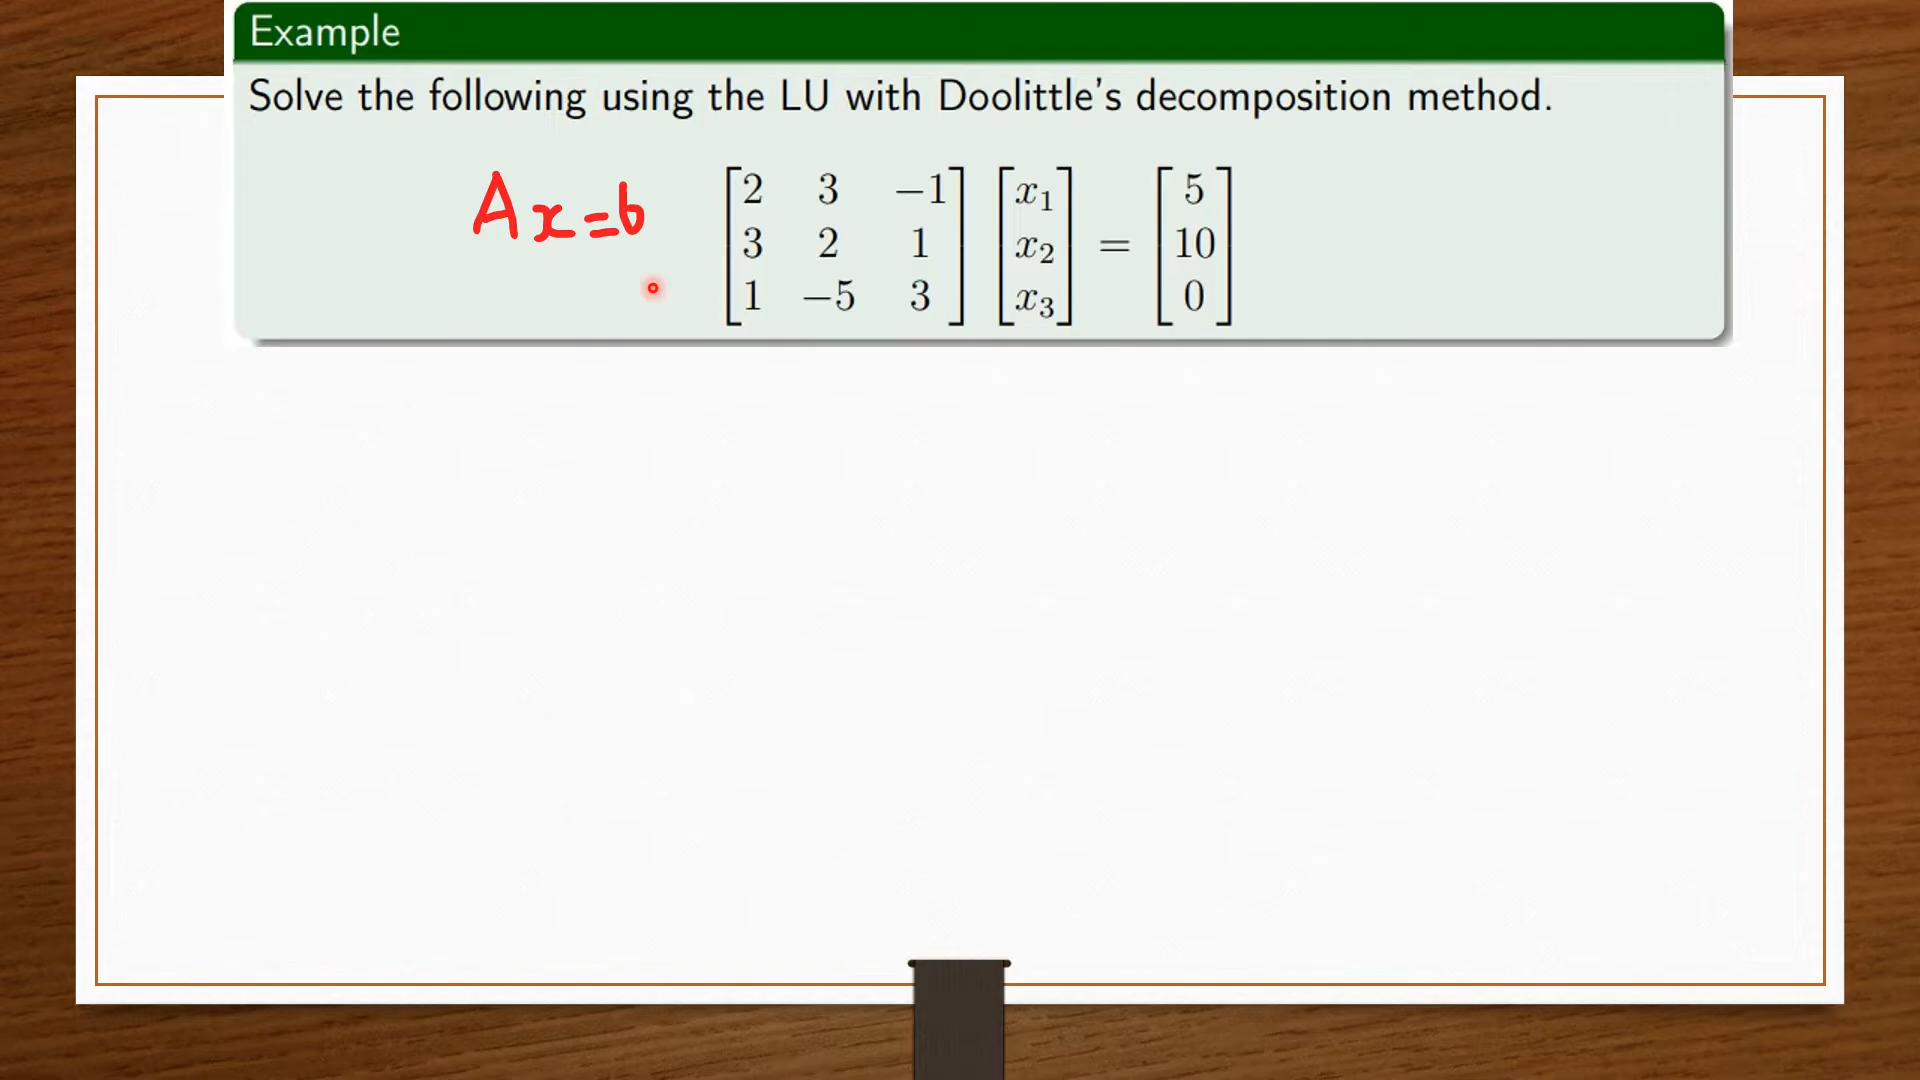 Example
Solve the following using the LU with Doolittle's decomposition method.
Ax=b
[2 3 −1] [x1] [5]
[3 2 1] [x2] = [10]
[1 −5 3] [x3] [0]